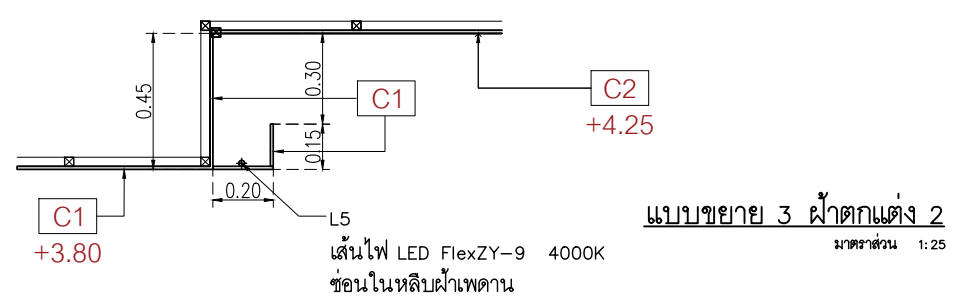 0.45
0.30
0.15
0.20
C1
C2
+4.25
C1
+3.80
L5
เส้นไฟ LED FlexZY-9 4000K
ซ่อนในหลืบฝ้าเพดาน
แบบขยาย 3 ฝ้าตกแต่ง 2
มาตราส่วน 1:25